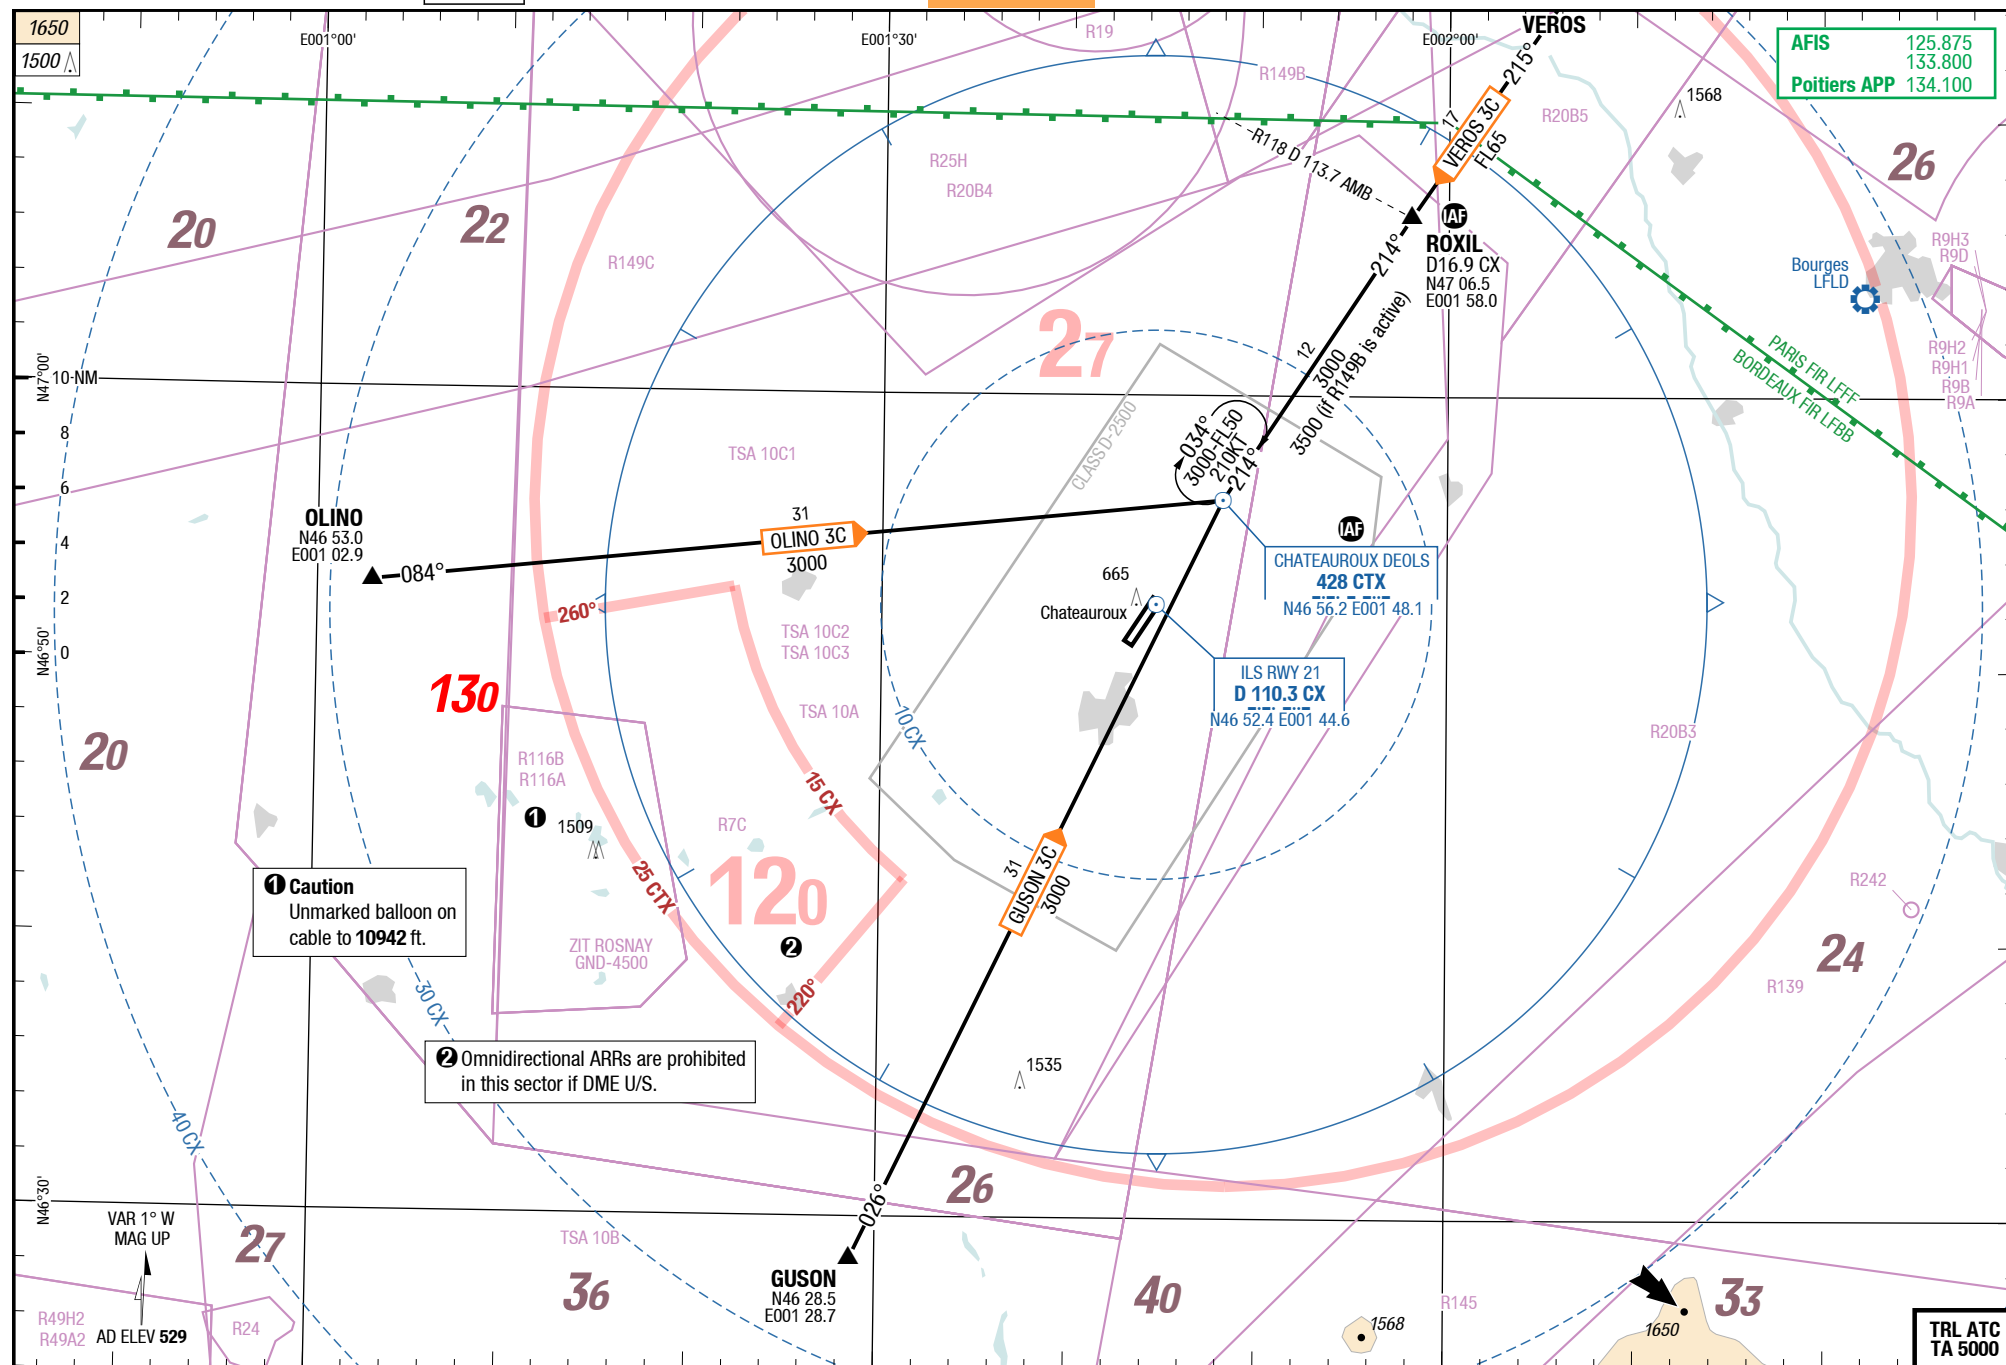 1650
1500
E001°00'
E001°30'
E002°00'
VEROS
R19
R149B
AFIS 125.875
133.800
Poitiers APP 134.100
215°
17
VEROS 3C
FL65
1568
R20B5
R25H
R20B4
R118 D 113.7 AMB
26
20
22
R149C
IAF
ROXIL
D16.9 CX
N47 06.5
E001 58.0
214°
Bourges
LFLD
R9H3
R9D
R9H2
R9H1
R9B
R9A
PARIS FIR LFFF
BORDEAUX FIR LFBB
27
12
3000
3500 (if R149B is active)
N47°00'
10 NM
8
6
4
2
0
N46°50'
CLASS D-2500
TSA 10C1
034°
3000-FL50
210KT
214°
OLINO
N46 53.0
E001 02.9
084°
31
OLINO 3C
3000
IAF
CHATEAUROUX DEOLS
428 CTX
N46 56.2 E001 48.1
665
Chateauroux
260°
TSA 10C2
TSA 10C3
ILS RWY 21
D 110.3 CX
N46 52.4 E001 44.6
130
TSA 10A
10 CX
R20B3
20
R116B
R116A
1
1509
15 CX
R7C
25 CTX
120
2
31
GUSON 3C
3000
R242
1 Caution
Unmarked balloon on
cable to 10942 ft.
ZIT ROSNAY
GND-4500
220°
24
R139
30 CX
2 Omnidirectional ARRs are prohibited
in this sector if DME U/S.
1535
40 CX
26
N46°30'
026°
VAR 1° W
MAG UP
27
TSA 10B
GUSON
N46 28.5
E001 28.7
36
40
R145
33
R49H2
R49A2
AD ELEV 529
R24
1568
1650
TRL ATC
TA 5000